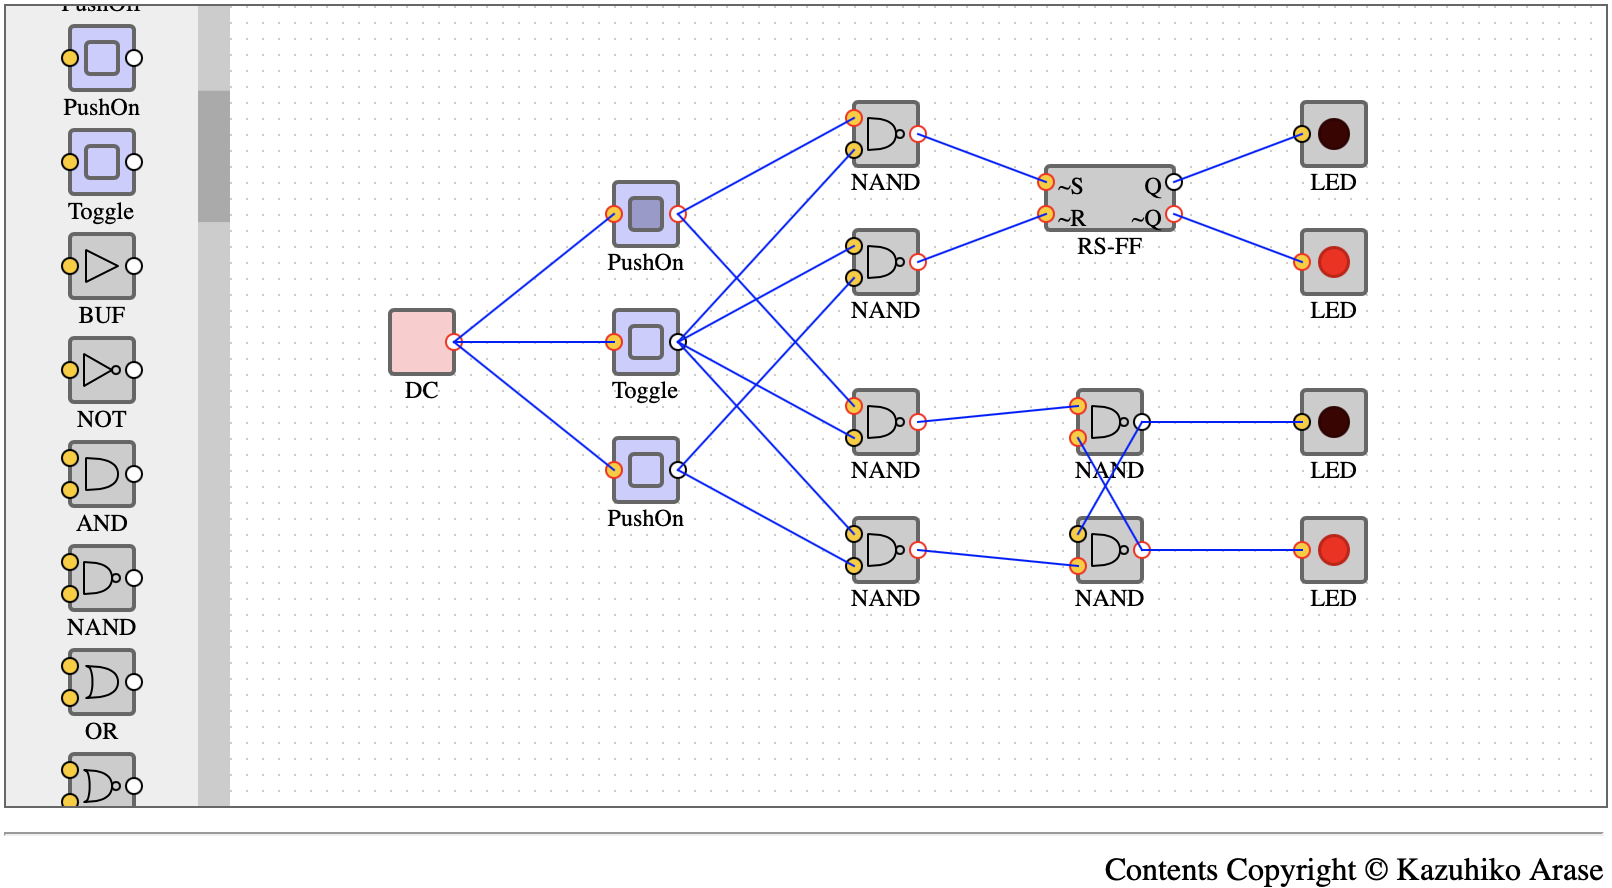 PushOff
PushOn
Toggle
BUF
NOT
AND
NAND
OR
DC
PushOn
Toggle
PushOn
NAND
NAND
NAND
NAND
~S Q
~R ~Q
RS-FF
NAND
NAND
LED
LED
LED
LED
Contents Copyright © Kazuhiko Arase